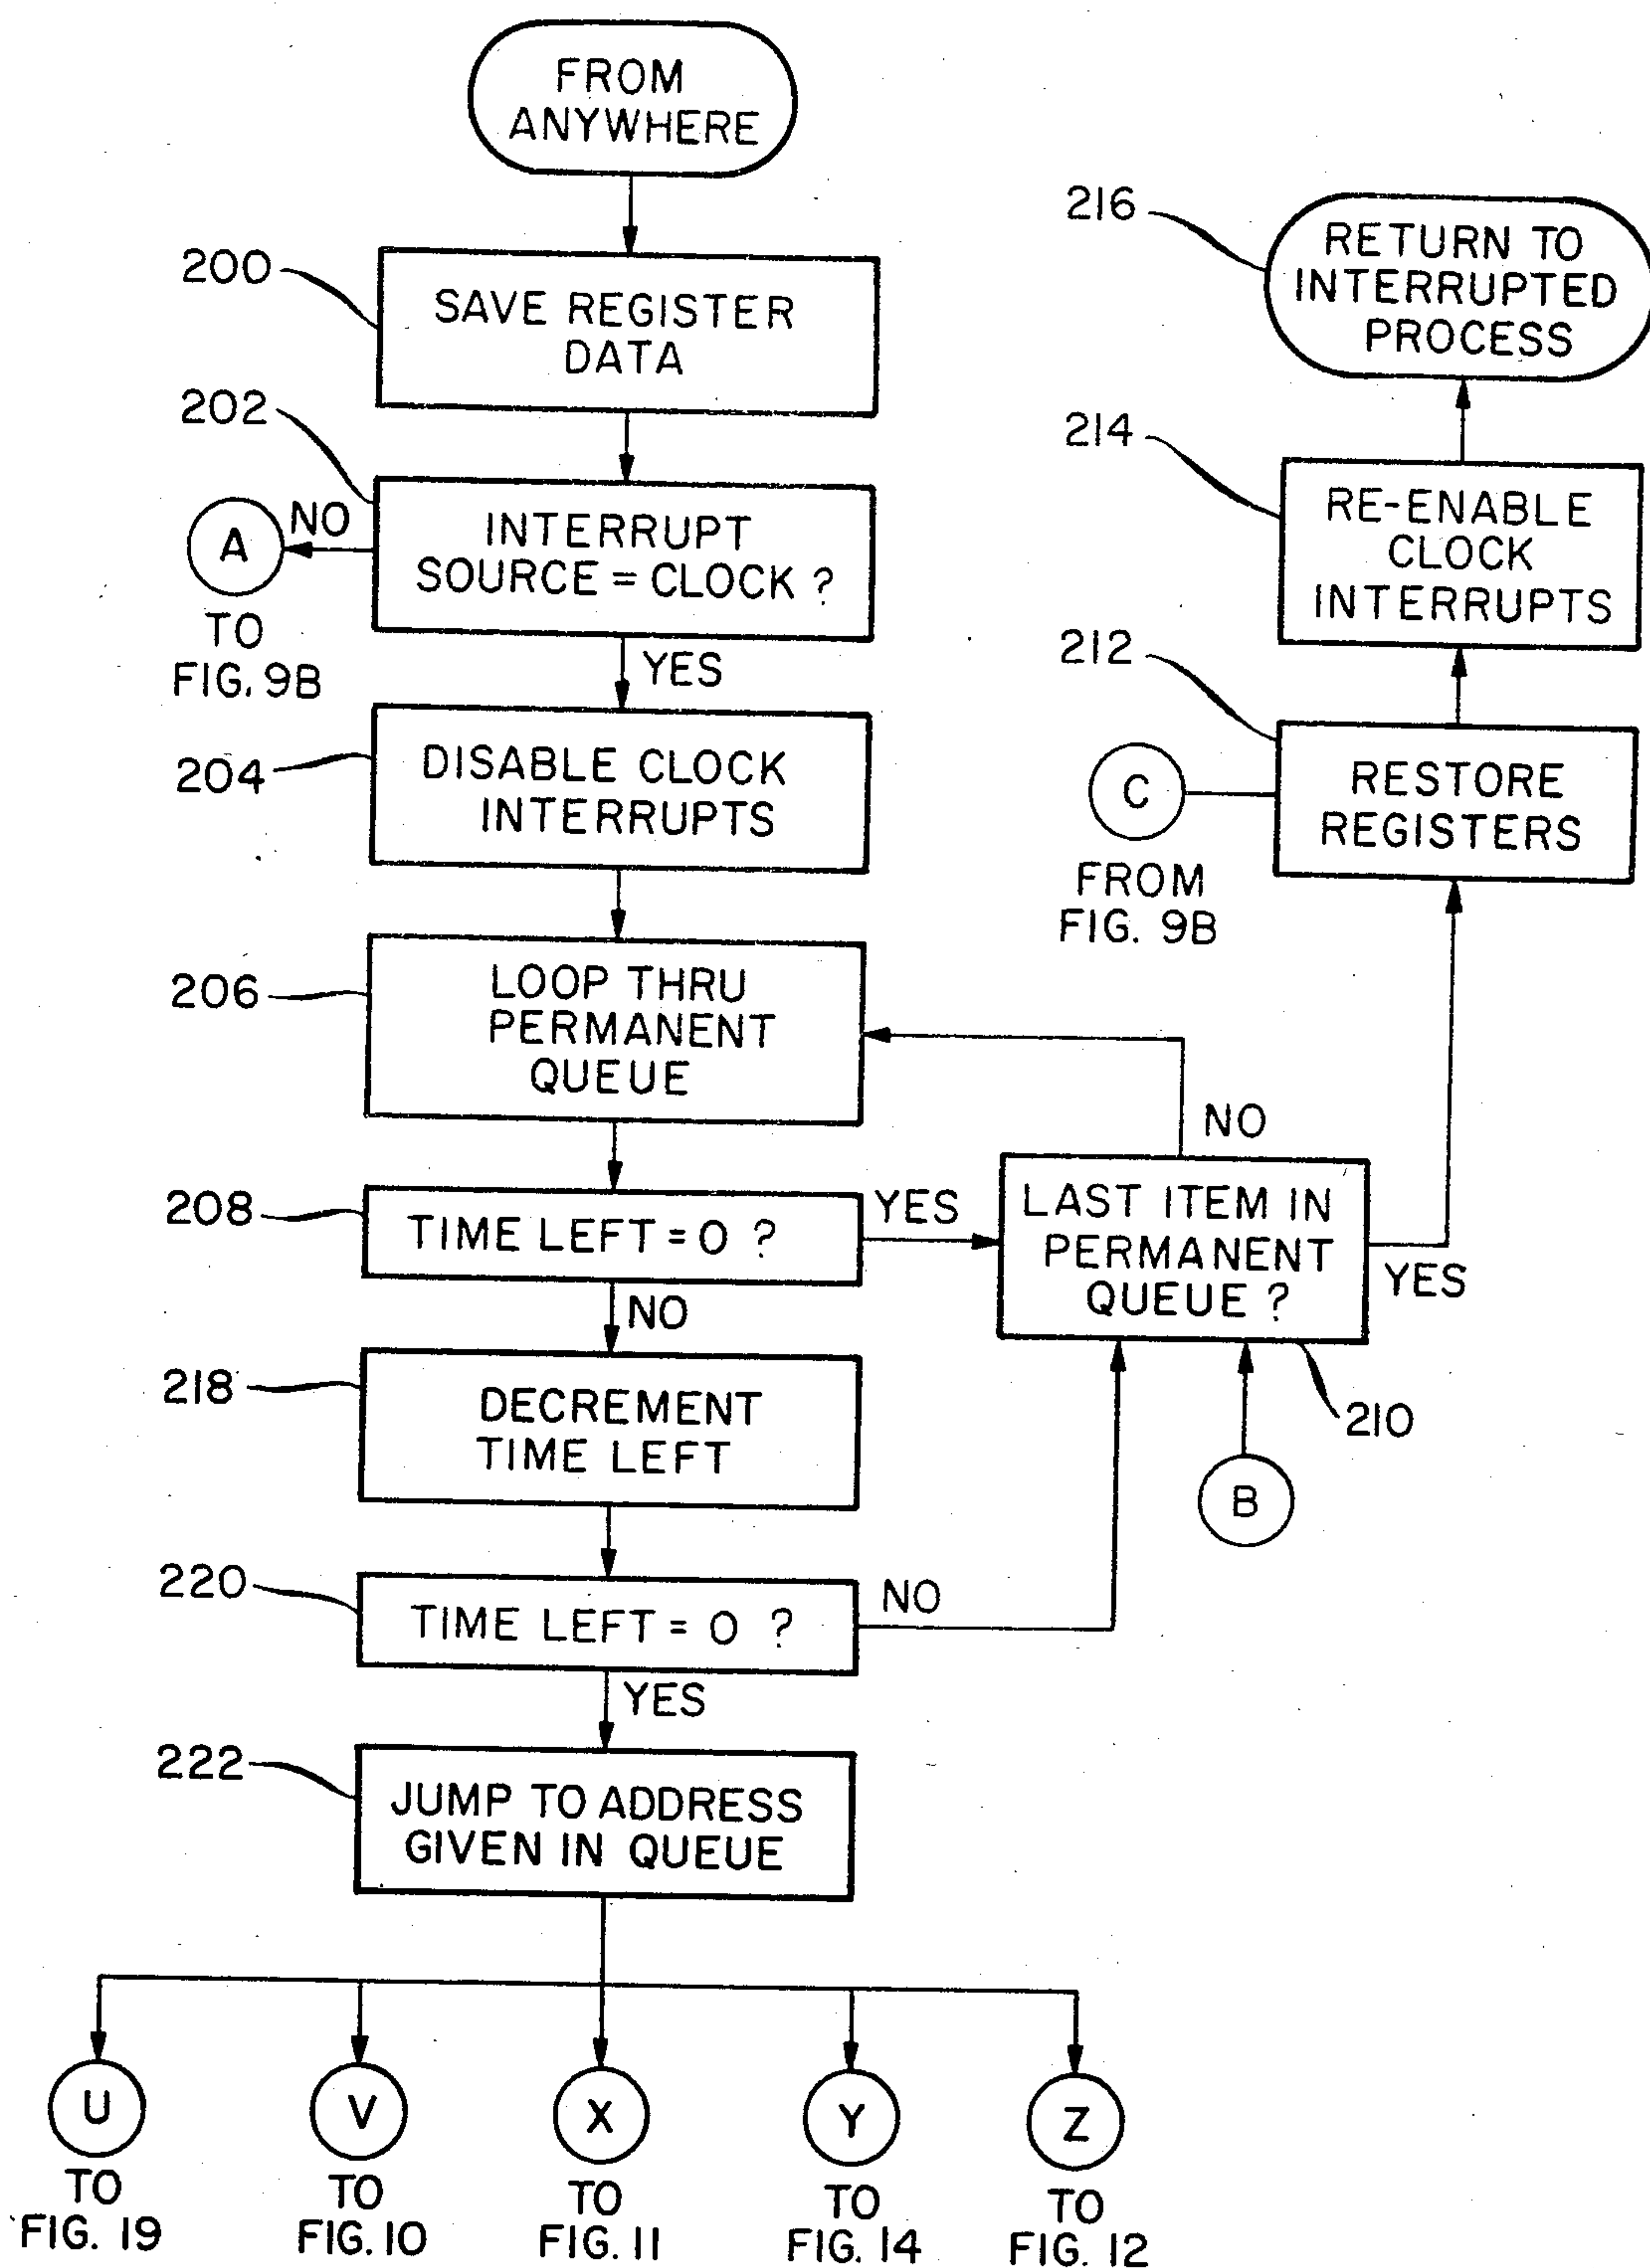 FROM
ANYWHERE
200
SAVE REGISTER
DATA
202
INTERRUPT
SOURCE = CLOCK ?
NO
A
TO
FIG. 9B
YES
204
DISABLE CLOCK
INTERRUPTS
206
LOOP THRU
PERMANENT
QUEUE
208
TIME LEFT = 0 ?
YES
NO
218
DECREMENT
TIME LEFT
220
TIME LEFT = 0 ?
NO
YES
222
JUMP TO ADDRESS
GIVEN IN QUEUE
U
TO
FIG. 19
V
TO
FIG. 10
X
TO
FIG. 11
Y
TO
FIG. 14
Z
TO
FIG. 12
216
RETURN TO
INTERRUPTED
PROCESS
214
RE-ENABLE
CLOCK
INTERRUPTS
212
RESTORE
REGISTERS
C
FROM
FIG. 9B
NO
LAST ITEM IN
PERMANENT
QUEUE ?
YES
210
B